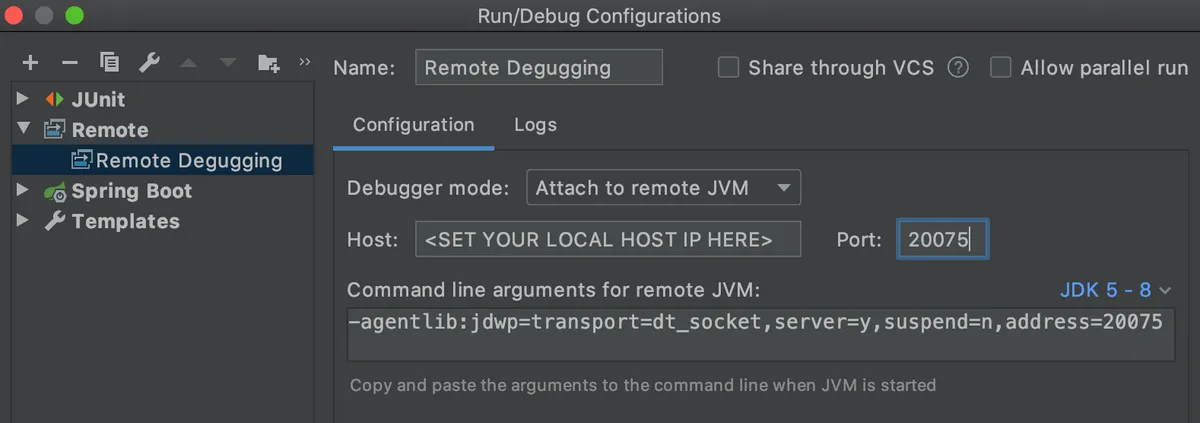 Run/Debug Configurations
Name: Remote Degugging Share through VCS ? Allow parallel run
JUnit
Remote
Remote Degugging
Spring Boot
Templates
Configuration Logs
Debugger mode: Attach to remote JVM
Host: <SET YOUR LOCAL HOST IP HERE> Port: 20075
Command line arguments for remote JVM: JDK 5 - 8
-agentlib:jdwp=transport=dt_socket,server=y,suspend=n,address=20075
Copy and paste the arguments to the command line when JVM is started